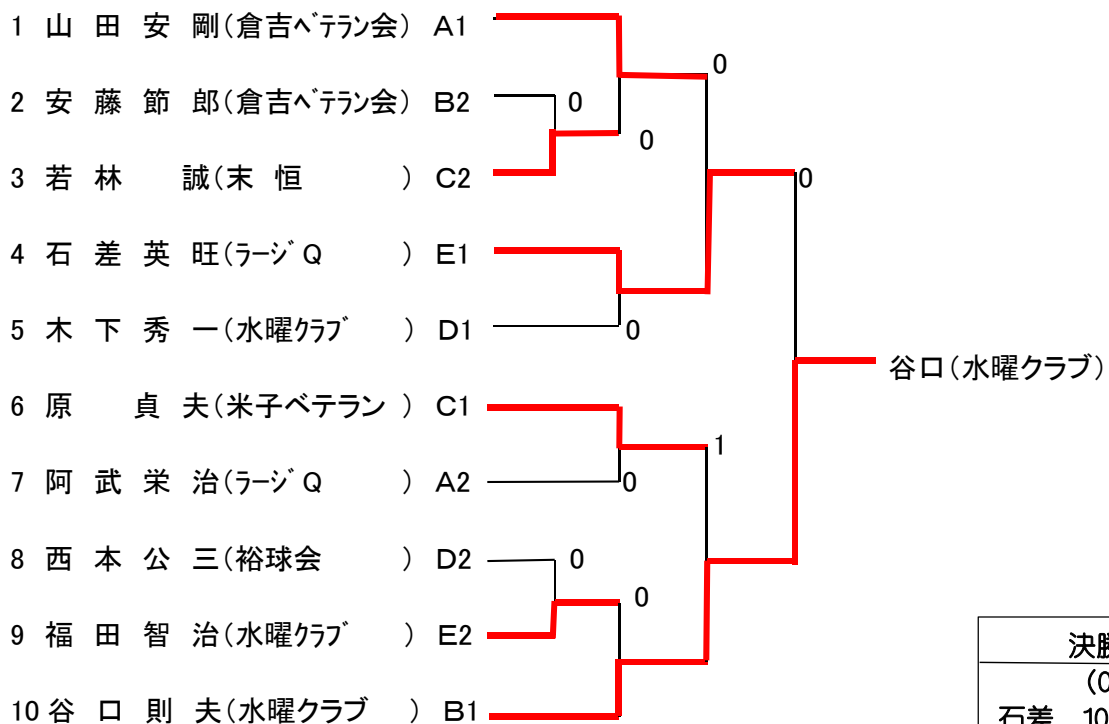 1 山 田 安 剛(倉吉ベテラン会) A1
0
2 安 藤 節 郎(倉吉ベテラン会) B2
0
0
3 若 林 誠(末 恒 ) C2
0
4 石 差 英 旺(ラージQ ) E1
5 木 下 秀 一(水曜クラブ ) D1
0
谷口(水曜クラブ)
6 原 貞 夫(米子ベテラン ) C1
1
7 阿 武 栄 治(ラージQ ) A2
0
8 西 本 公 三(裕球会 ) D2
0
0
9 福 田 智 治(水曜クラブ ) E2
決勝
(0
10 谷 口 則 夫(水曜クラブ ) B1
石差 10